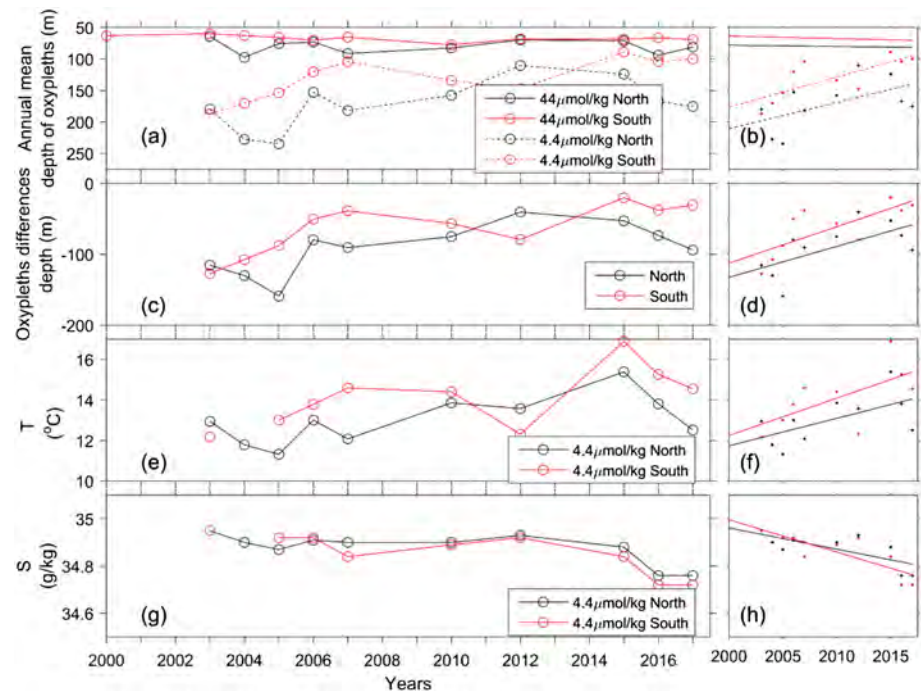 Annual mean
depth of oxypleths (m)
50
100
150
200
250
(a)
44μmol/kg North
44μmol/kg South
4.4μmol/kg North
4.4μmol/kg South
(b)
Oxypleths differences
depth (m)
0
-100
-200
(c)
North
South
(d)
T
(°C)
16
14
12
10
(e)
4.4μmol/kg North
4.4μmol/kg South
(f)
S
(g/kg)
35
34.8
34.6
(g)
4.4μmol/kg North
4.4μmol/kg South
(h)
2000 2002 2004 2006 2008 2010 2012 2014 2016
Years
2000 2005 2010 2015